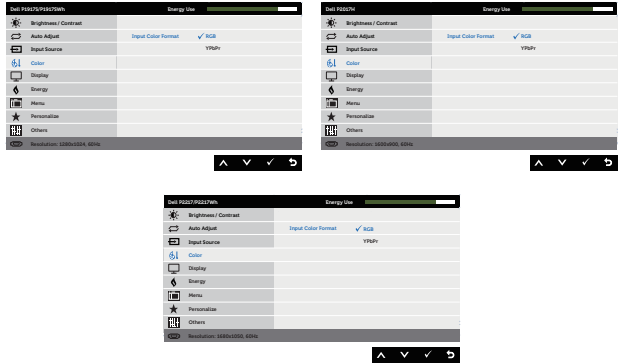 Dell P1917S/P1917SWh Energy Use
Brightness / Contrast
Auto Adjust Input Color Format ✓ RGB
Input Source YPbPr
Color
Display
Energy
Menu
Personalize
Others
Resolution: 1280x1024, 60Hz
Dell P2017H Energy Use
Brightness / Contrast
Auto Adjust Input Color Format ✓ RGB
Input Source YPbPr
Color
Display
Energy
Menu
Personalize
Others
Resolution: 1600x900, 60Hz
Dell P2217/P2217Wh Energy Use
Brightness / Contrast
Auto Adjust Input Color Format ✓ RGB
Input Source YPbPr
Color
Display
Energy
Menu
Personalize
Others
Resolution: 1680x1050, 60Hz